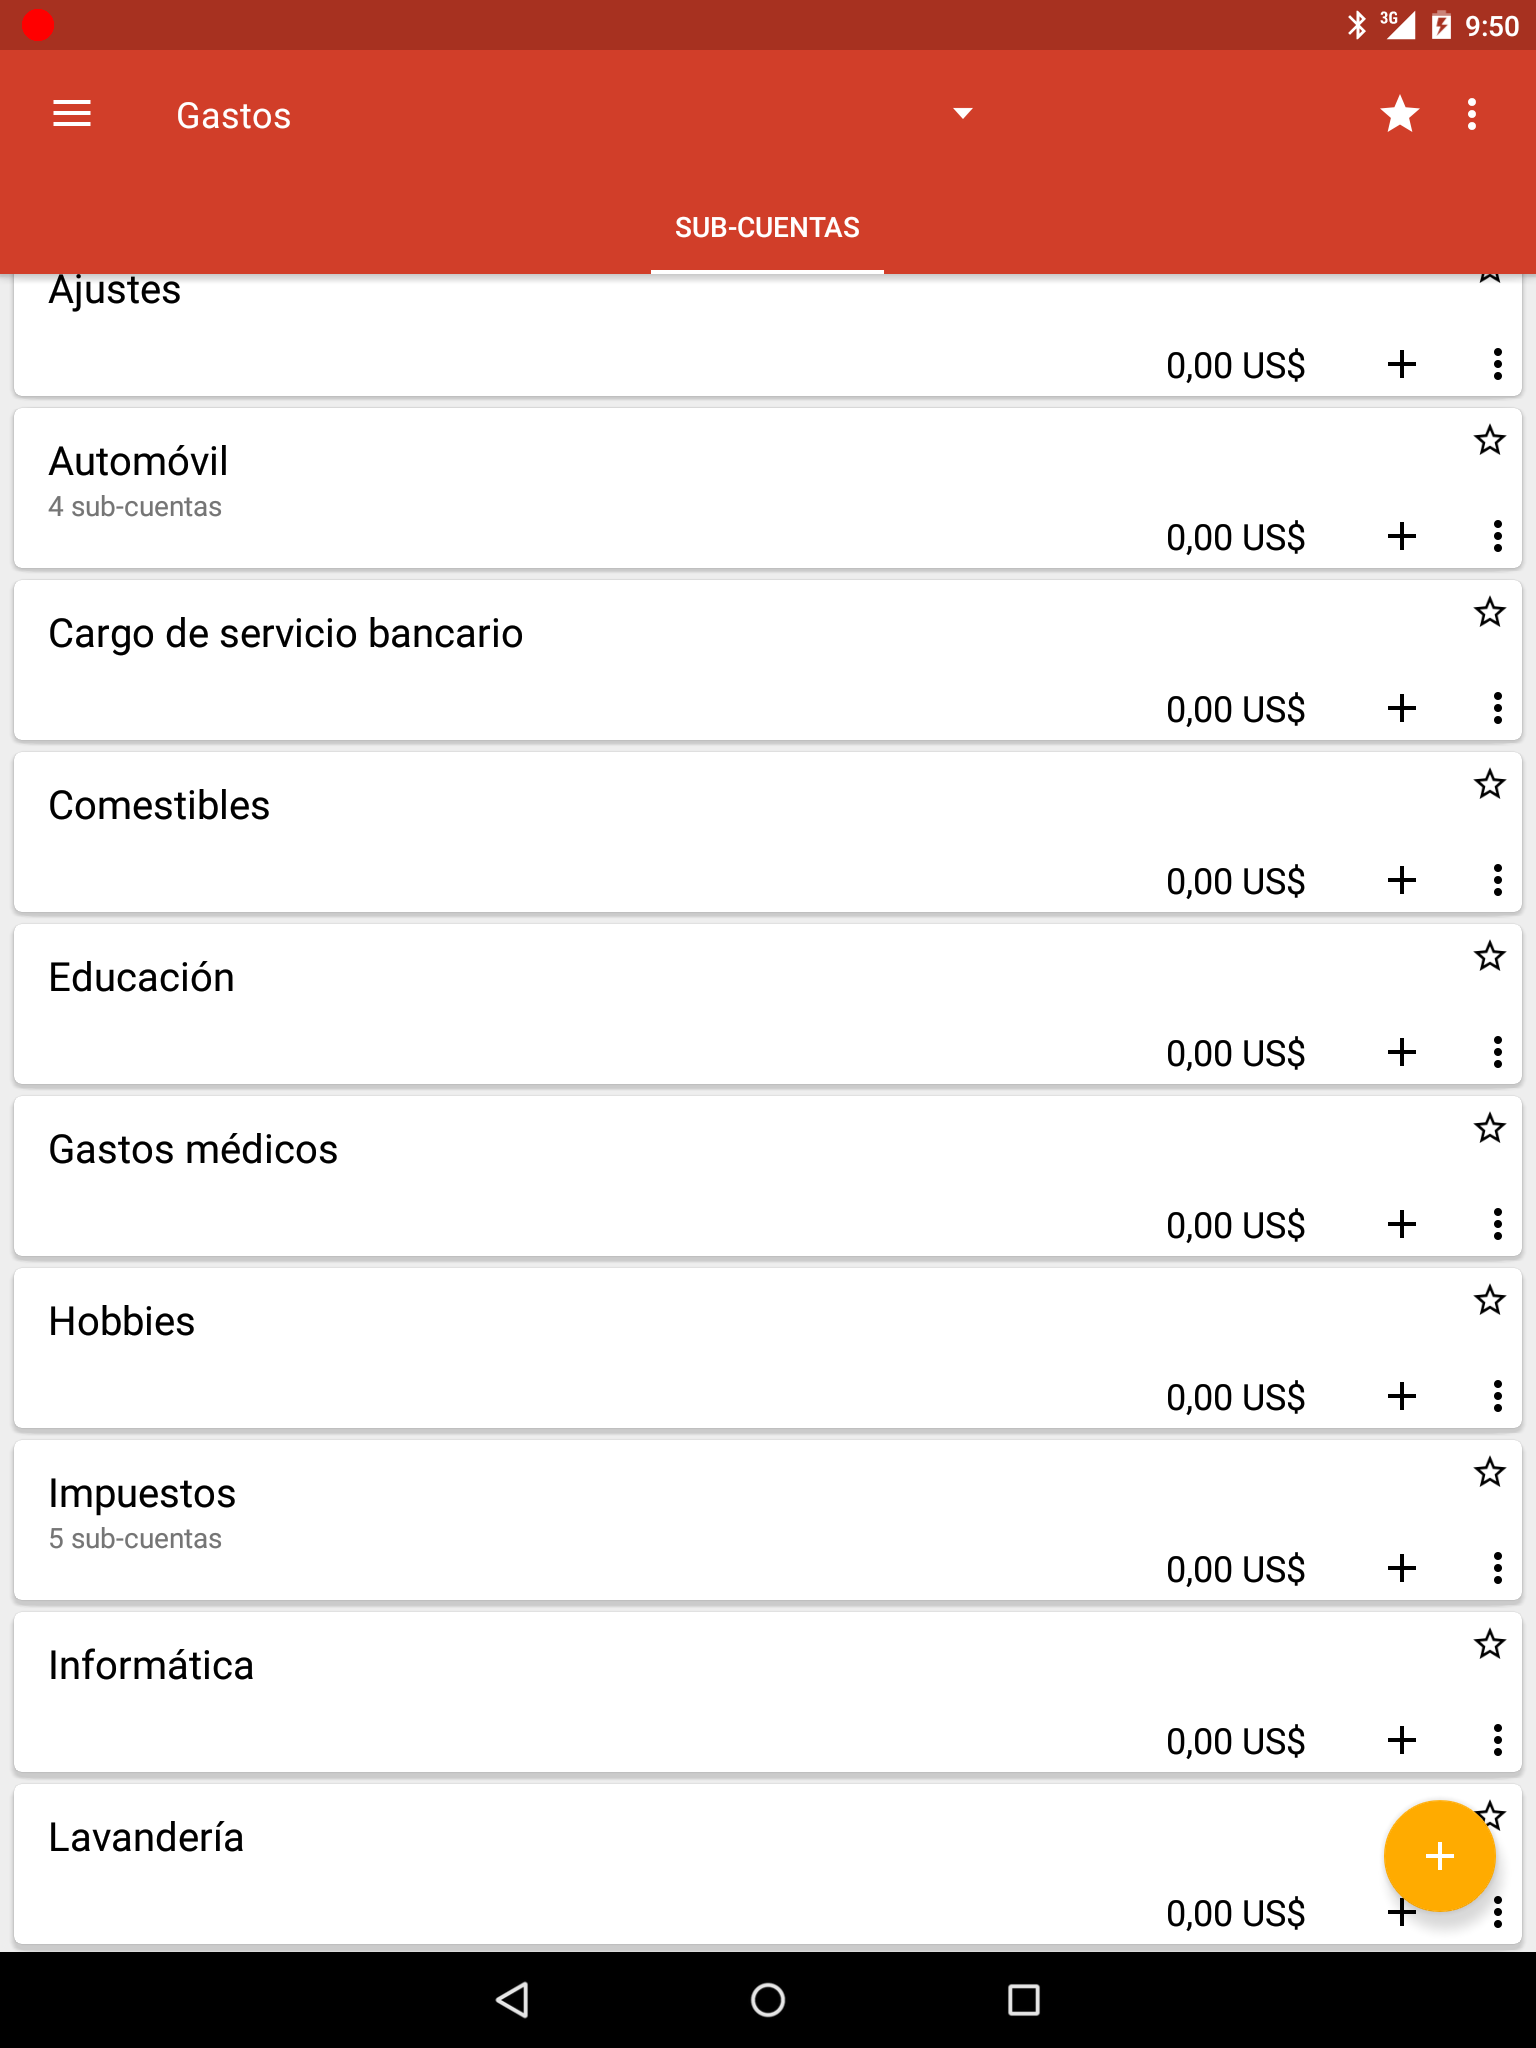 3G 9:50
Gastos
SUB-CUENTAS
Ajustes
0,00 US$
Automóvil
4 sub-cuentas
0,00 US$
Cargo de servicio bancario
0,00 US$
Comestibles
0,00 US$
Educación
0,00 US$
Gastos médicos
0,00 US$
Hobbies
0,00 US$
Impuestos
5 sub-cuentas
0,00 US$
Informática
0,00 US$
Lavandería
0,00 US$